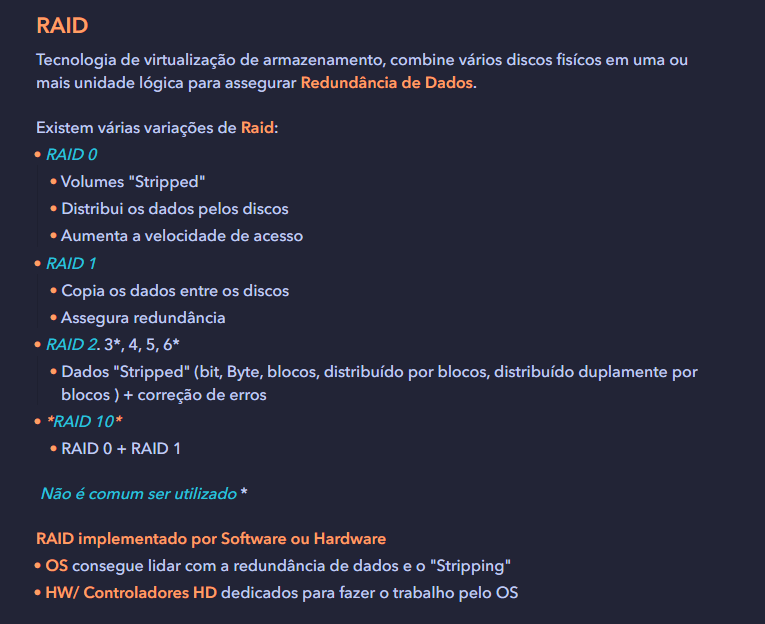 RAID
Tecnologia de virtualização de armazenamento, combine vários discos fisícos em uma ou
mais unidade lógica para assegurar Redundância de Dados.
Existem várias variações de Raid:
• RAID 0
• Volumes "Stripped"
• Distribui os dados pelos discos
• Aumenta a velocidade de acesso
• RAID 1
• Copia os dados entre os discos
• Assegura redundância
• RAID 2. 3*, 4, 5, 6*
• Dados "Stripped" (bit, Byte, blocos, distribuído por blocos, distribuído duplamente por
blocos ) + correção de erros
• *RAID 10*
• RAID 0 + RAID 1
Não é comum ser utilizado *
RAID implementado por Software ou Hardware
• OS consegue lidar com a redundância de dados e o "Stripping"
• HW/ Controladores HD dedicados para fazer o trabalho pelo OS